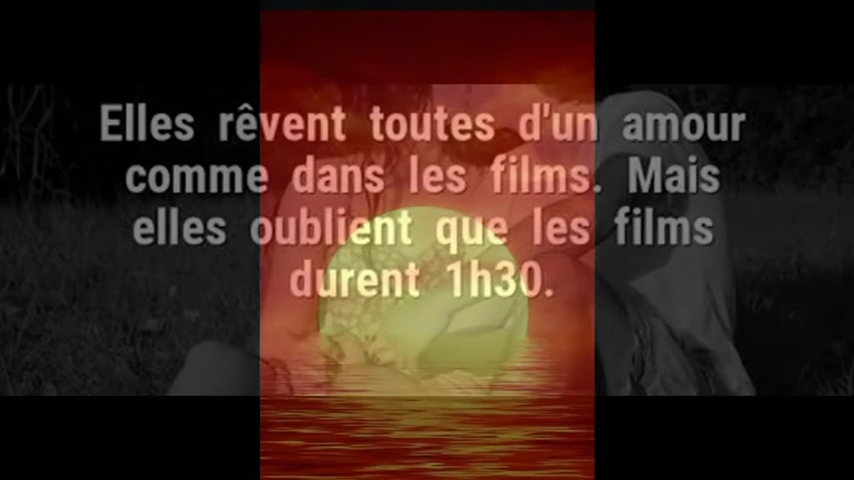 Elles rêvent toutes d'un amour
comme dans les films. Mais
elles oublient que les films
durent 1h30.